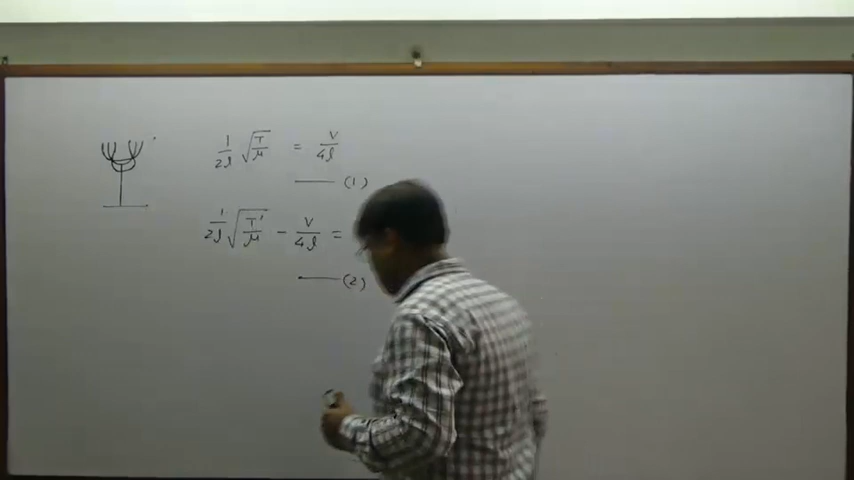 1/2l √(T/μ) = V/4l
—— (1)
1/2l √(T'/μ) - V/4l =
—— (2)